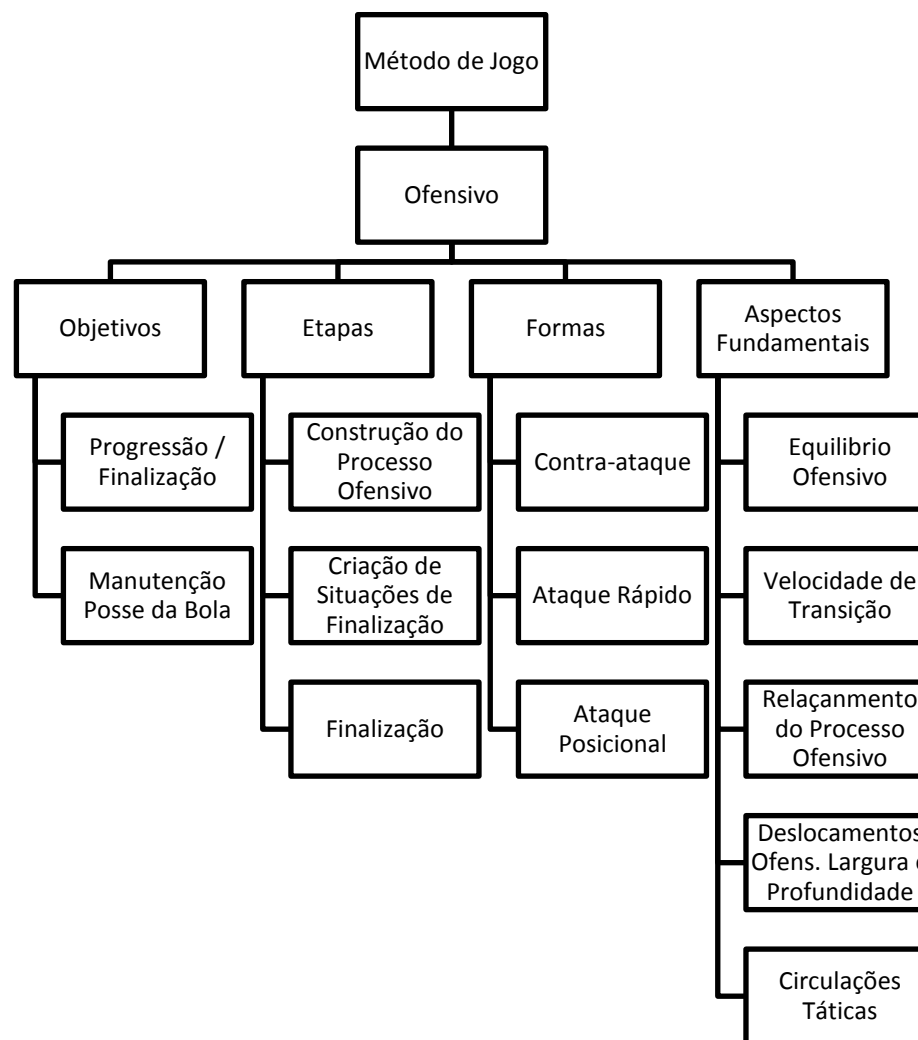 Método de Jogo
Ofensivo
Objetivos
Progressão /
Finalização
Manutenção
Posse da Bola
Etapas
Construção do
Processo
Ofensivo
Criação de
Situações de
Finalização
Finalização
Formas
Contra-ataque
Ataque Rápido
Ataque
Posicional
Aspectos
Fundamentais
Equilibrio
Ofensivo
Velocidade de
Transição
Relaçanmento
do Processo
Ofensivo
Deslocamentos
Ofens. Largura e
Profundidade
Circulações
Táticas